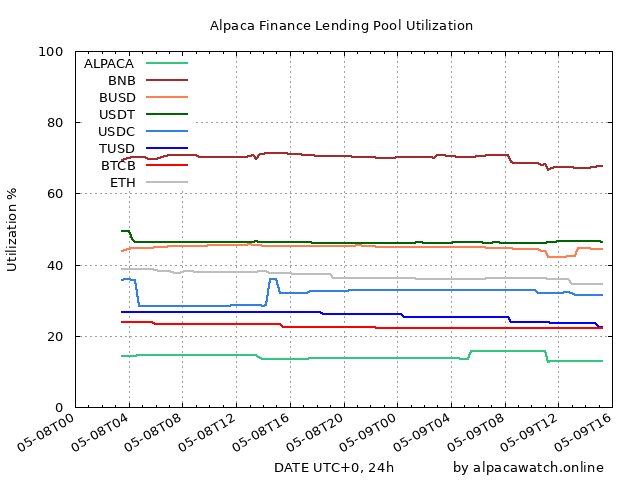 Alpaca Finance Lending Pool Utilization
100
80
60
40
20
0
Utilization %
ALPACA
BNB
BUSD
USDT
USDC
TUSD
BTCB
ETH
05-08T00
05-08T04
05-08T08
05-08T12
05-08T16
05-08T20
05-09T00
05-09T04
05-09T08
05-09T12
05-09T16
DATE UTC+0, 24h
by alpacawatch.online